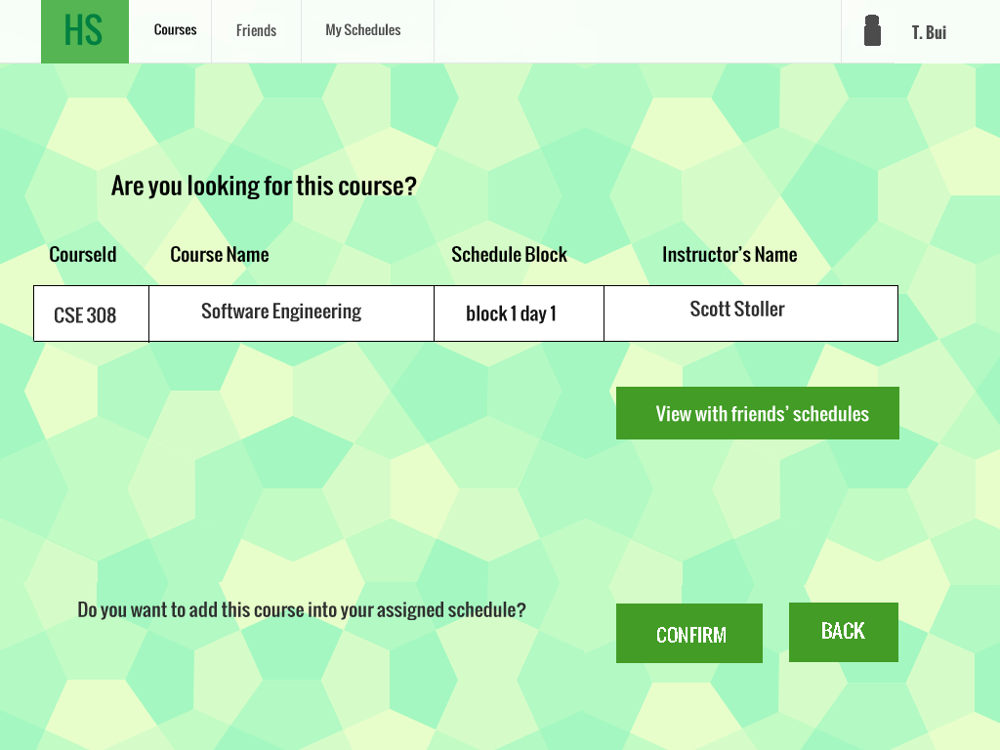 HS
Courses
Friends
My Schedules
T. Bui
Are you looking for this course?
CourseId
Course Name
Schedule Block
Instructor's Name
CSE 308
Software Engineering
block 1 day 1
Scott Stoller
View with friends' schedules
Do you want to add this course into your assigned schedule?
CONFIRM
BACK